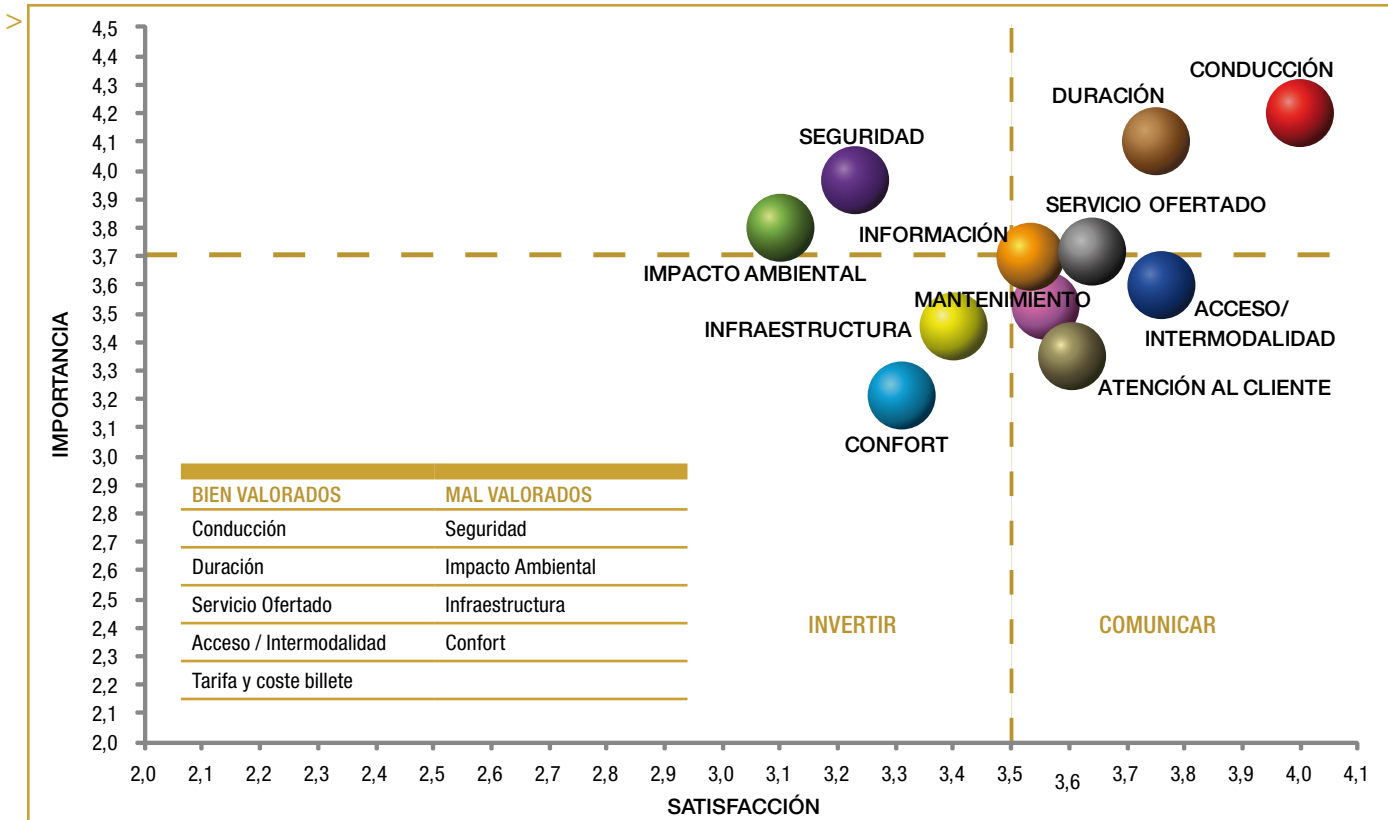 >
4,5
4,4
4,3
4,2
4,1
4,0
3,9
3,8
3,7
3,6
3,5
3,4
3,3
3,2
3,1
3,0
2,9
2,8
2,7
2,6
2,5
2,4
2,3
2,2
2,1
2,0
IMPORTANCIA
CONDUCCIÓN
DURACIÓN
SEGURIDAD
SERVICIO OFERTADO
INFORMACIÓN
IMPACTO AMBIENTAL
MANTENIMIENTO
ACCESO/
INTERMODALIDAD
INFRAESTRUCTURA
ATENCIÓN AL CLIENTE
CONFORT
BIEN VALORADOS MAL VALORADOS
Conducción Seguridad
Duración Impacto Ambiental
Servicio Ofertado Infraestructura
Acceso / Intermodalidad Confort
Tarifa y coste billete
INVERTIR COMUNICAR
2,0 2,1 2,2 2,3 2,4 2,5 2,6 2,7 2,8 2,9 3,0 3,1 3,2 3,3 3,4 3,5 3,6 3,7 3,8 3,9 4,0 4,1
SATISFACCIÓN